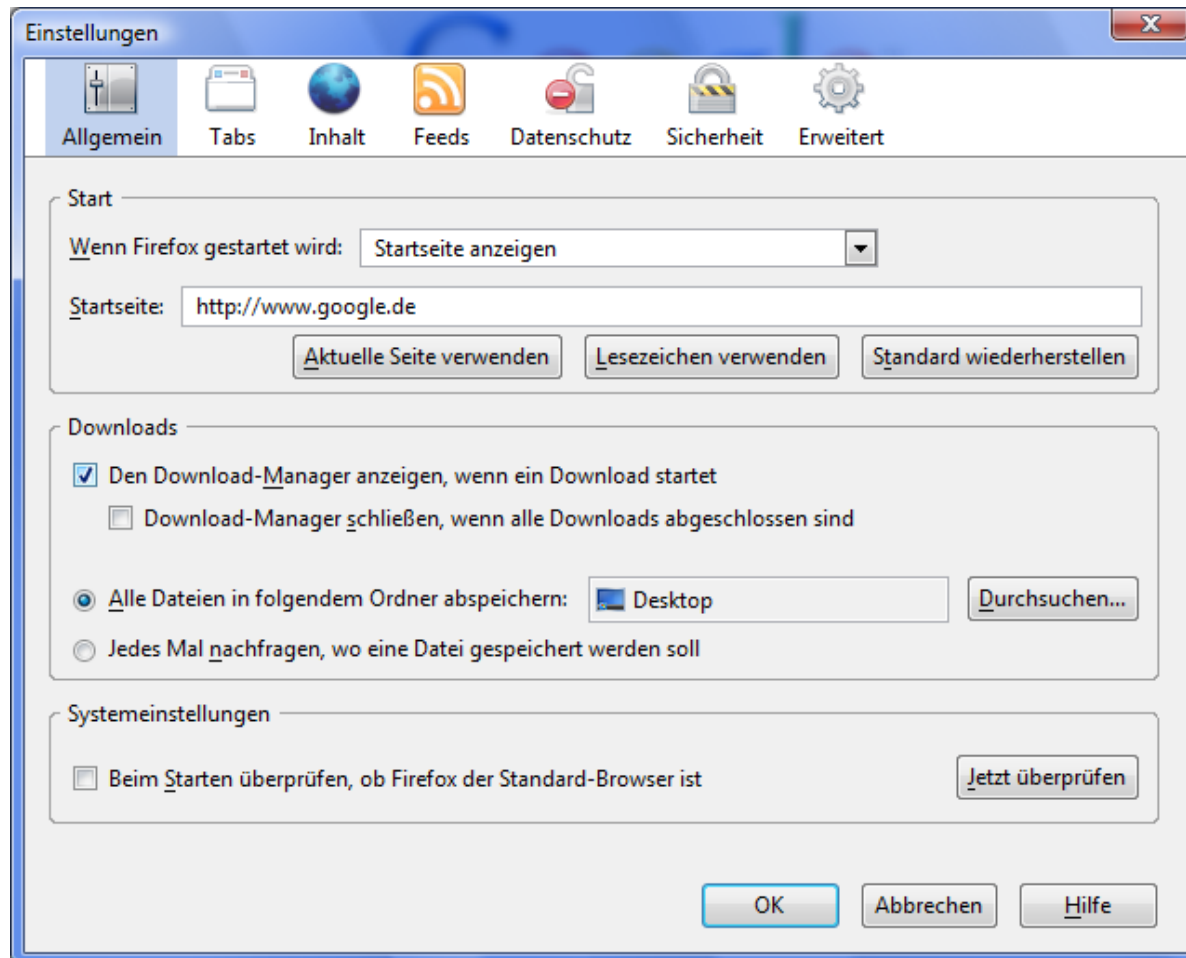 Einstellungen
Allgemein Tabs Inhalt Feeds Datenschutz Sicherheit Erweitert
Start
Wenn Firefox gestartet wird: Startseite anzeigen
Startseite: http://www.google.de
Aktuelle Seite verwenden Lesezeichen verwenden Standard wiederherstellen
Downloads
Den Download-Manager anzeigen, wenn ein Download startet
Download-Manager schließen, wenn alle Downloads abgeschlossen sind
Alle Dateien in folgendem Ordner abspeichern: Desktop Durchsuchen...
Jedes Mal nachfragen, wo eine Datei gespeichert werden soll
Systemeinstellungen
Beim Starten überprüfen, ob Firefox der Standard-Browser ist Jetzt überprüfen
OK Abbrechen Hilfe